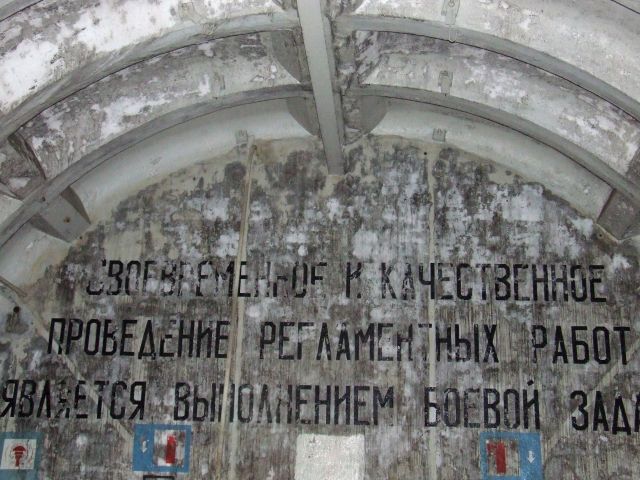 СВОЕВРЕМЕННОЕ И КАЧЕСТВЕННОЕ
ПРОВЕДЕНИЕ РЕГЛАМЕНТНЫХ РАБОТ
ЯВЛЯЕТСЯ ВЫПОЛНЕНИЕМ БОЕВОЙ ЗАДА